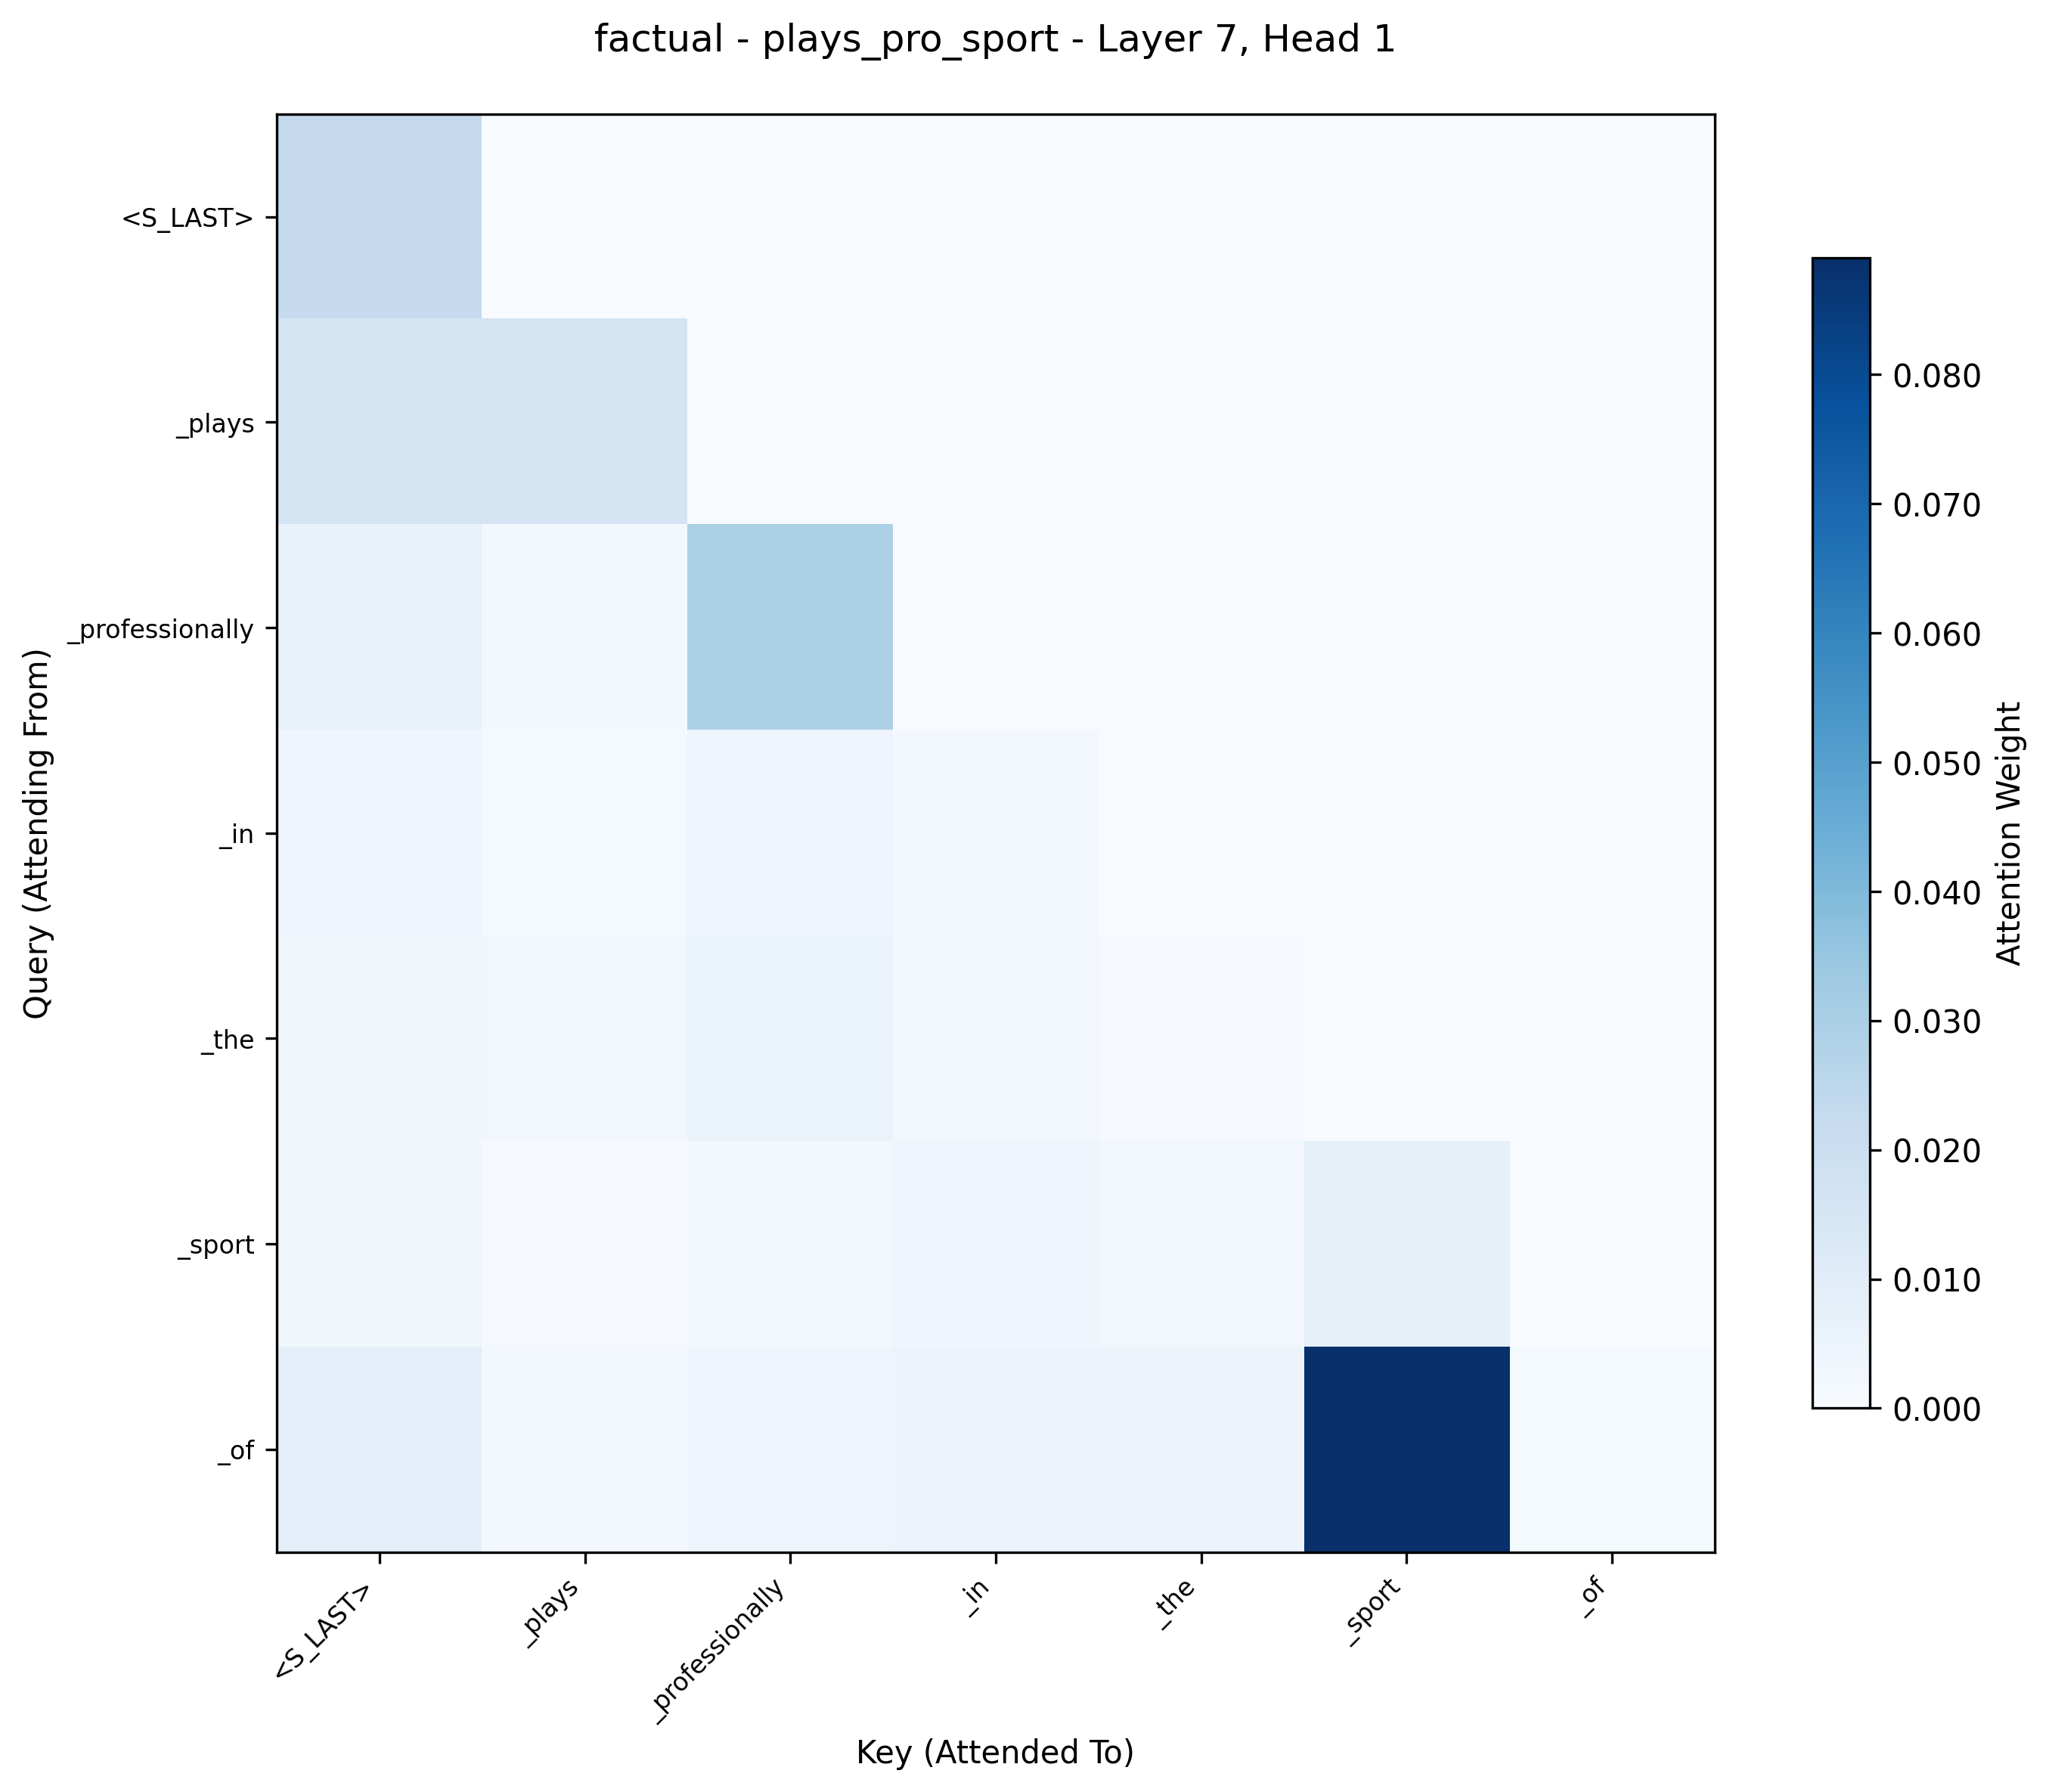 factual - plays_pro_sport - Layer 7, Head 1
Query (Attending From)
<S_LAST>
_plays
_professionally
_in
_the
_sport
_of
<S_LAST>
_plays
_professionally
_in
_the
_sport
_of
Key (Attended To)
0.080
0.070
0.060
0.050
0.040
0.030
0.020
0.010
0.000
Attention Weight